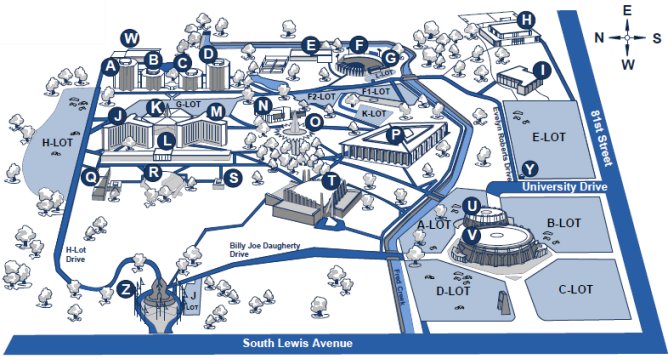 H
E
N
S
W
W
A
B
C
D
E
F
G
E-LOT
I
J
K
G-LOT
M
N
F2-LOT
F1-LOT
K-LOT
O
P
H-LOT
L
E-LOT
81st Street
Evelyn Roberts Drive
Q
R
S
T
Y
University Drive
U
V
A-LOT
B-LOT
H-Lot
Drive
Billy Joe Daugherty
Drive
Fred Creek
Z
J
LOT
D-LOT
C-LOT
South Lewis Avenue